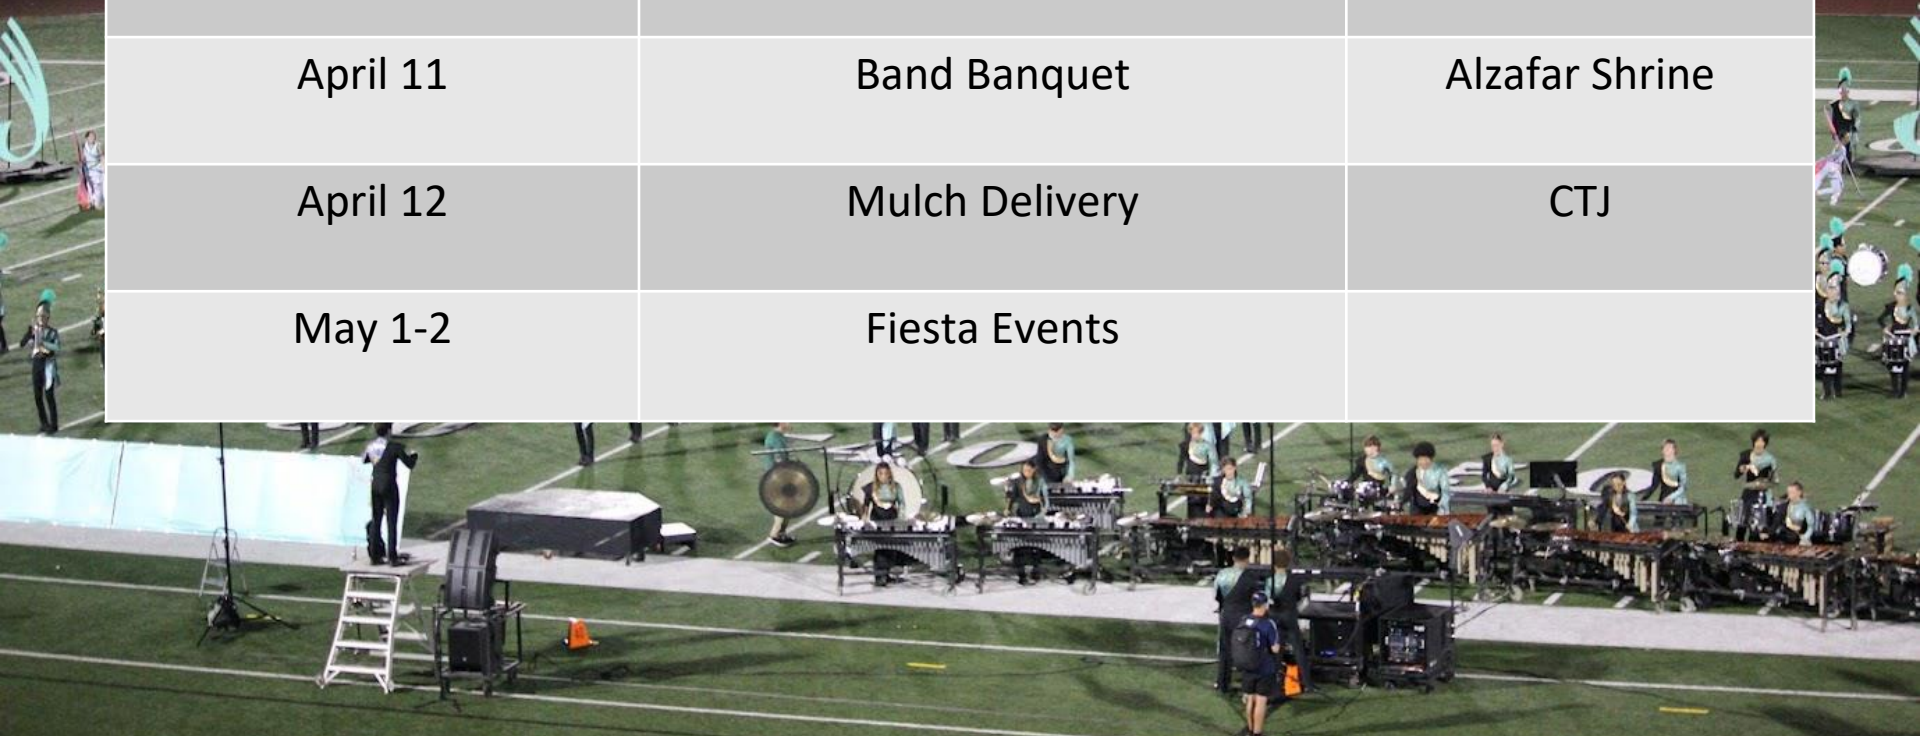 April 11 Band Banquet Alzafar Shrine
April 12 Mulch Delivery CTJ
May 1-2 Fiesta Events